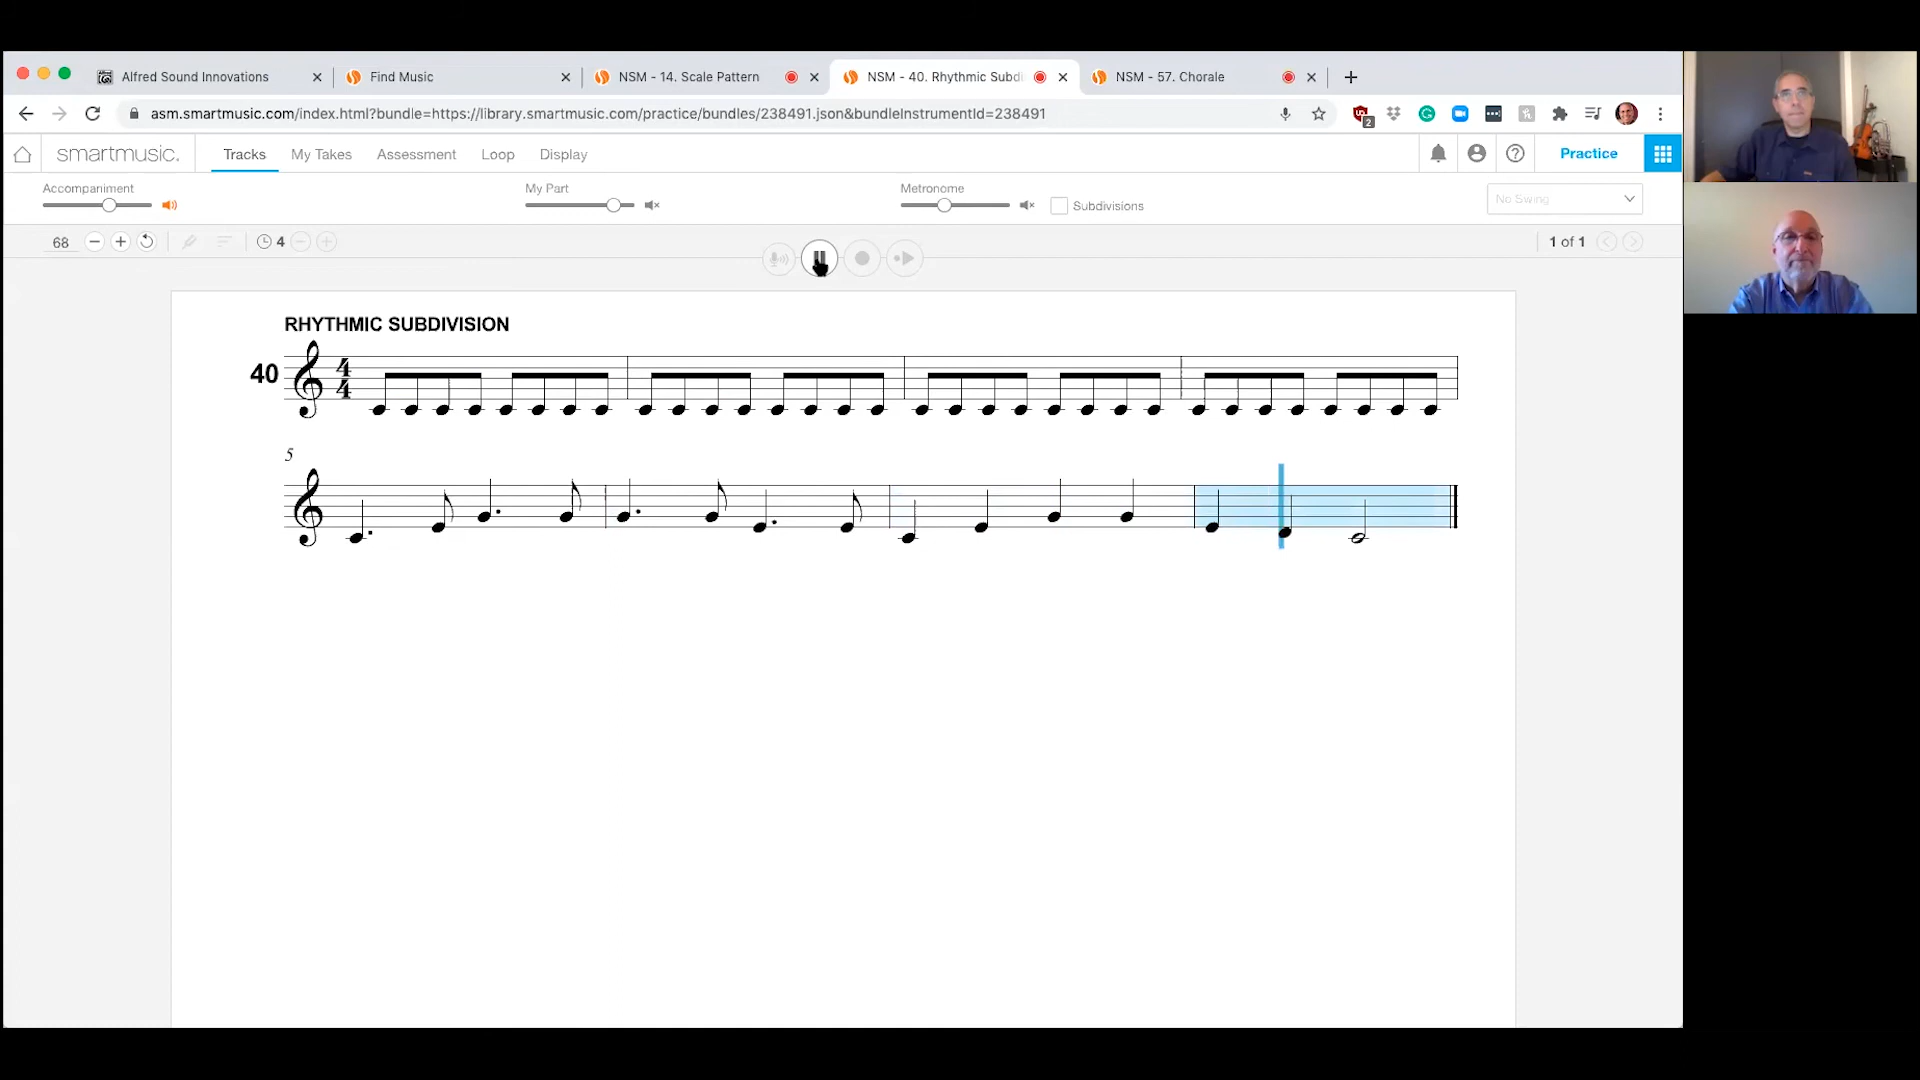 Alfred Sound Innovations
Find Music
NSM - 14. Scale Pattern
NSM - 40. Rhythmic Subdi
NSM - 57. Chorale
asm.smartmusic.com/index.html?bundle=https://library.smartmusic.com/practice/bundles/238491.json&bundleInstrumentId=238491
2
smartmusic.
Tracks
My Takes
Assessment
Loop
Display
Practice
Accompaniment
My Part
Metronome
Subdivisions
No Swing
68
4
1 of 1
RHYTHMIC SUBDIVISION
40
4
4
5